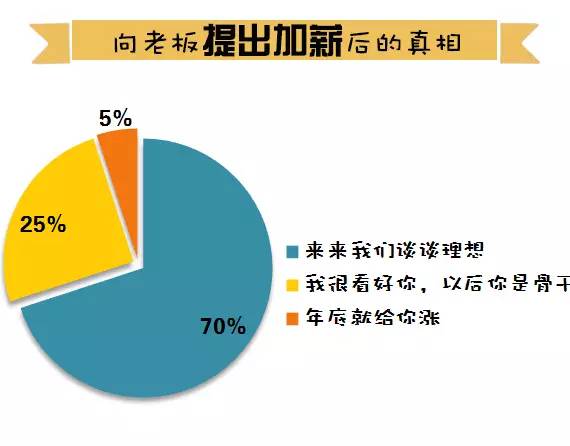 向老板提出加薪后的真相
5%
25%
70%
来来我们谈谈理想
我很看好你，以后你是骨干
年底就给你涨